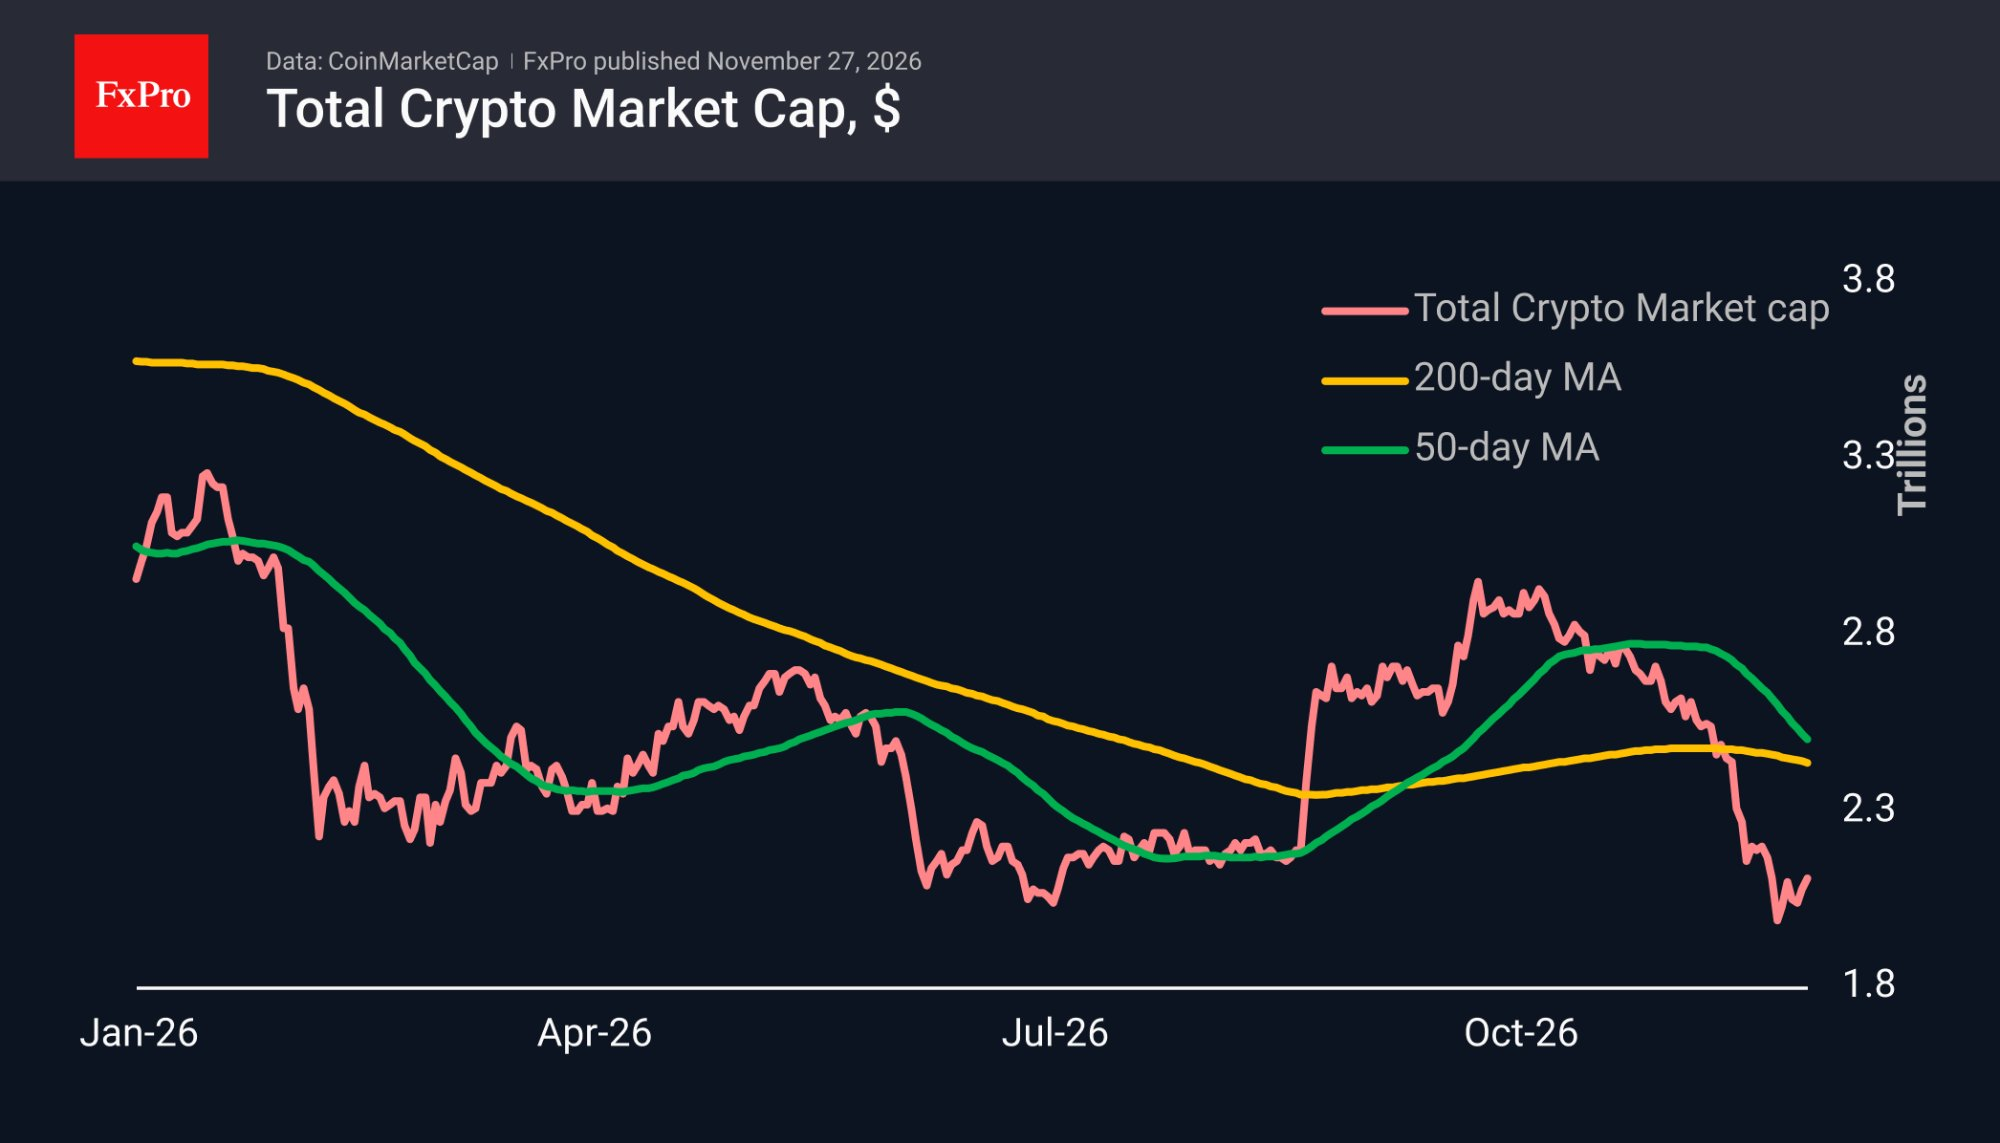 FxPro
Data: CoinMarketCap | FxPro published November 27, 2026
Total Crypto Market Cap, $
Total Crypto Market cap
200-day MA
50-day MA
3.8
3.3
2.8
2.3
1.8
Trillions
Jan-26
Apr-26
Jul-26
Oct-26